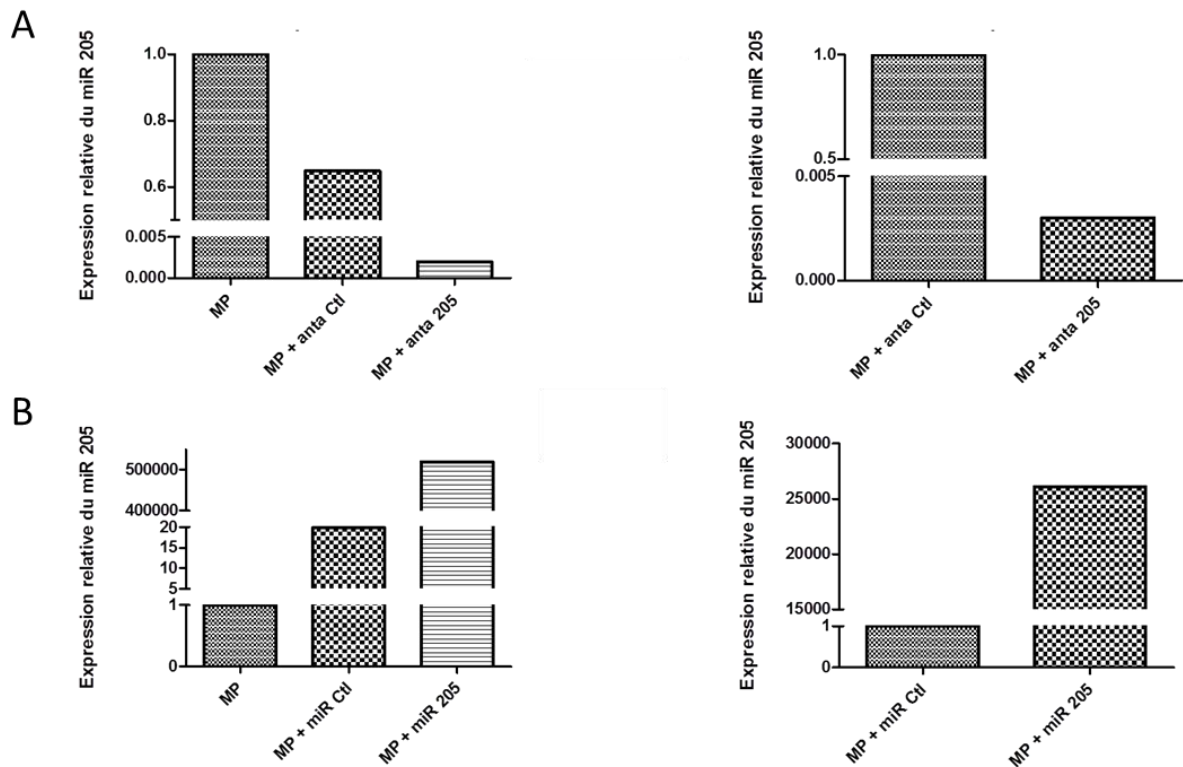 A
Expression relative du miR 205
1.0
0.8
0.6
0.005
0.000
MP
MP + anta Ctl
MP + anta 205
Expression relative du miR 205
1.0
0.5
0.005
0.000
MP + anta Ctl
MP + anta 205
B
Expression relative du miR 205
500000
400000
20
15
10
5
1
0
MP
MP + miR Ctl
MP + miR 205
Expression relative du miR 205
30000
25000
20000
15000
1
0
MP + miR Ctl
MP + miR 205